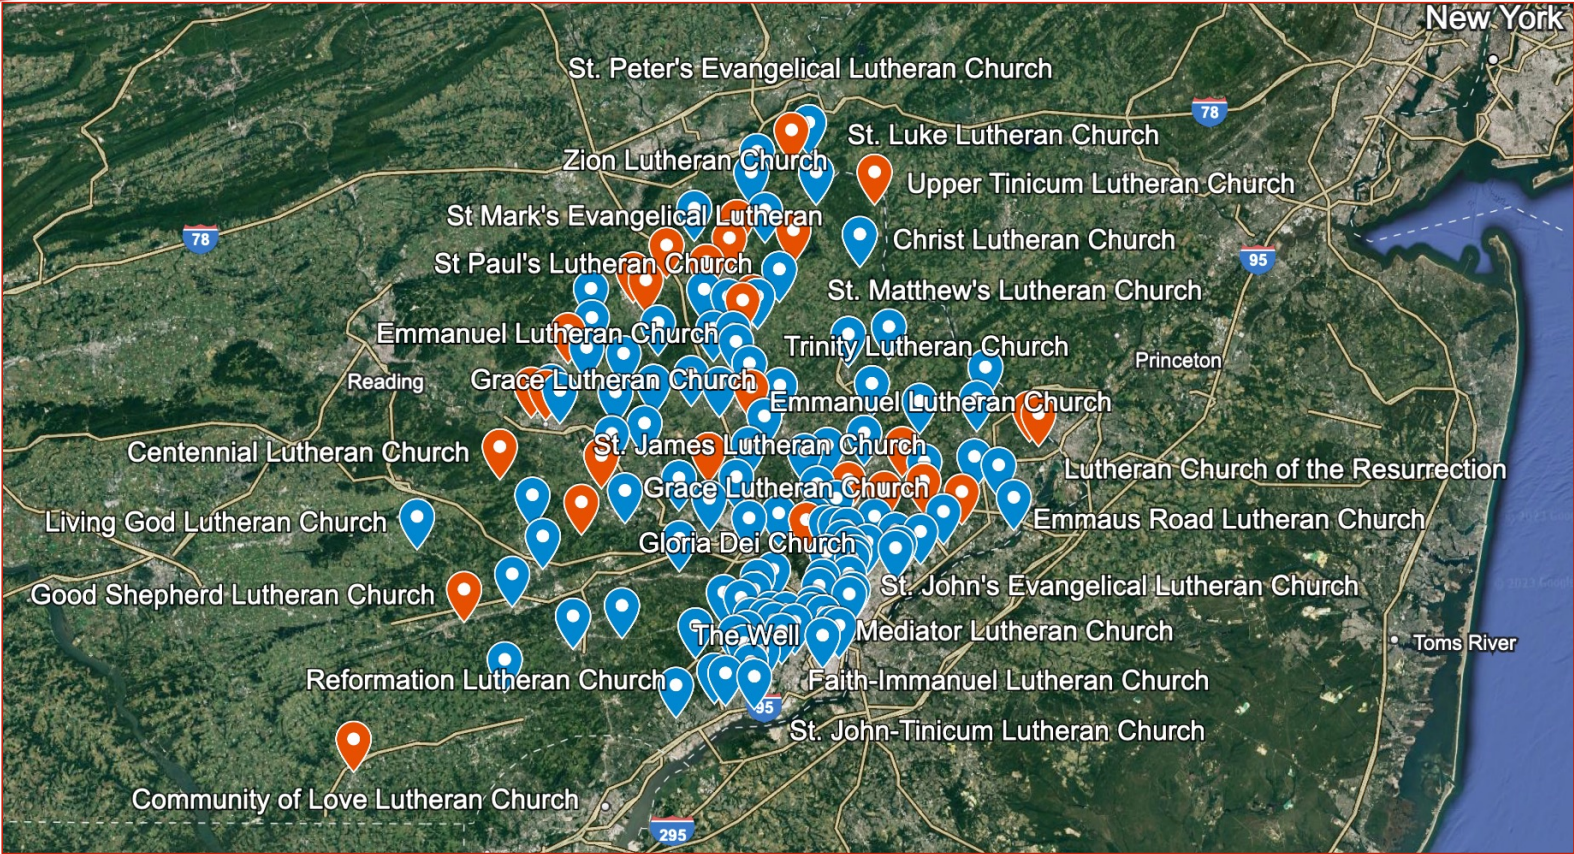 New York
St. Peter's Evangelical Lutheran Church
78
St. Luke Lutheran Church
Zion Lutheran Church
Upper Tinicum Lutheran Church
St Mark's Evangelical Lutheran
78
Christ Lutheran Church
95
St Paul's Lutheran Church
St. Matthew's Lutheran Church
Emmanuel Lutheran Church
Trinity Lutheran Church
Princeton
Reading
Grace Lutheran Church
Emmanuel Lutheran Church
Centennial Lutheran Church
St. James Lutheran Church
Lutheran Church of the Resurrection
Grace Lutheran Church
Living God Lutheran Church
Emmaus Road Lutheran Church
Gloria Dei Church
Good Shepherd Lutheran Church
St. John's Evangelical Lutheran Church
The Well
Mediator Lutheran Church
Toms River
Reformation Lutheran Church
Faith-Immanuel Lutheran Church
95
St. John-Tinicum Lutheran Church
Community of Love Lutheran Church
295